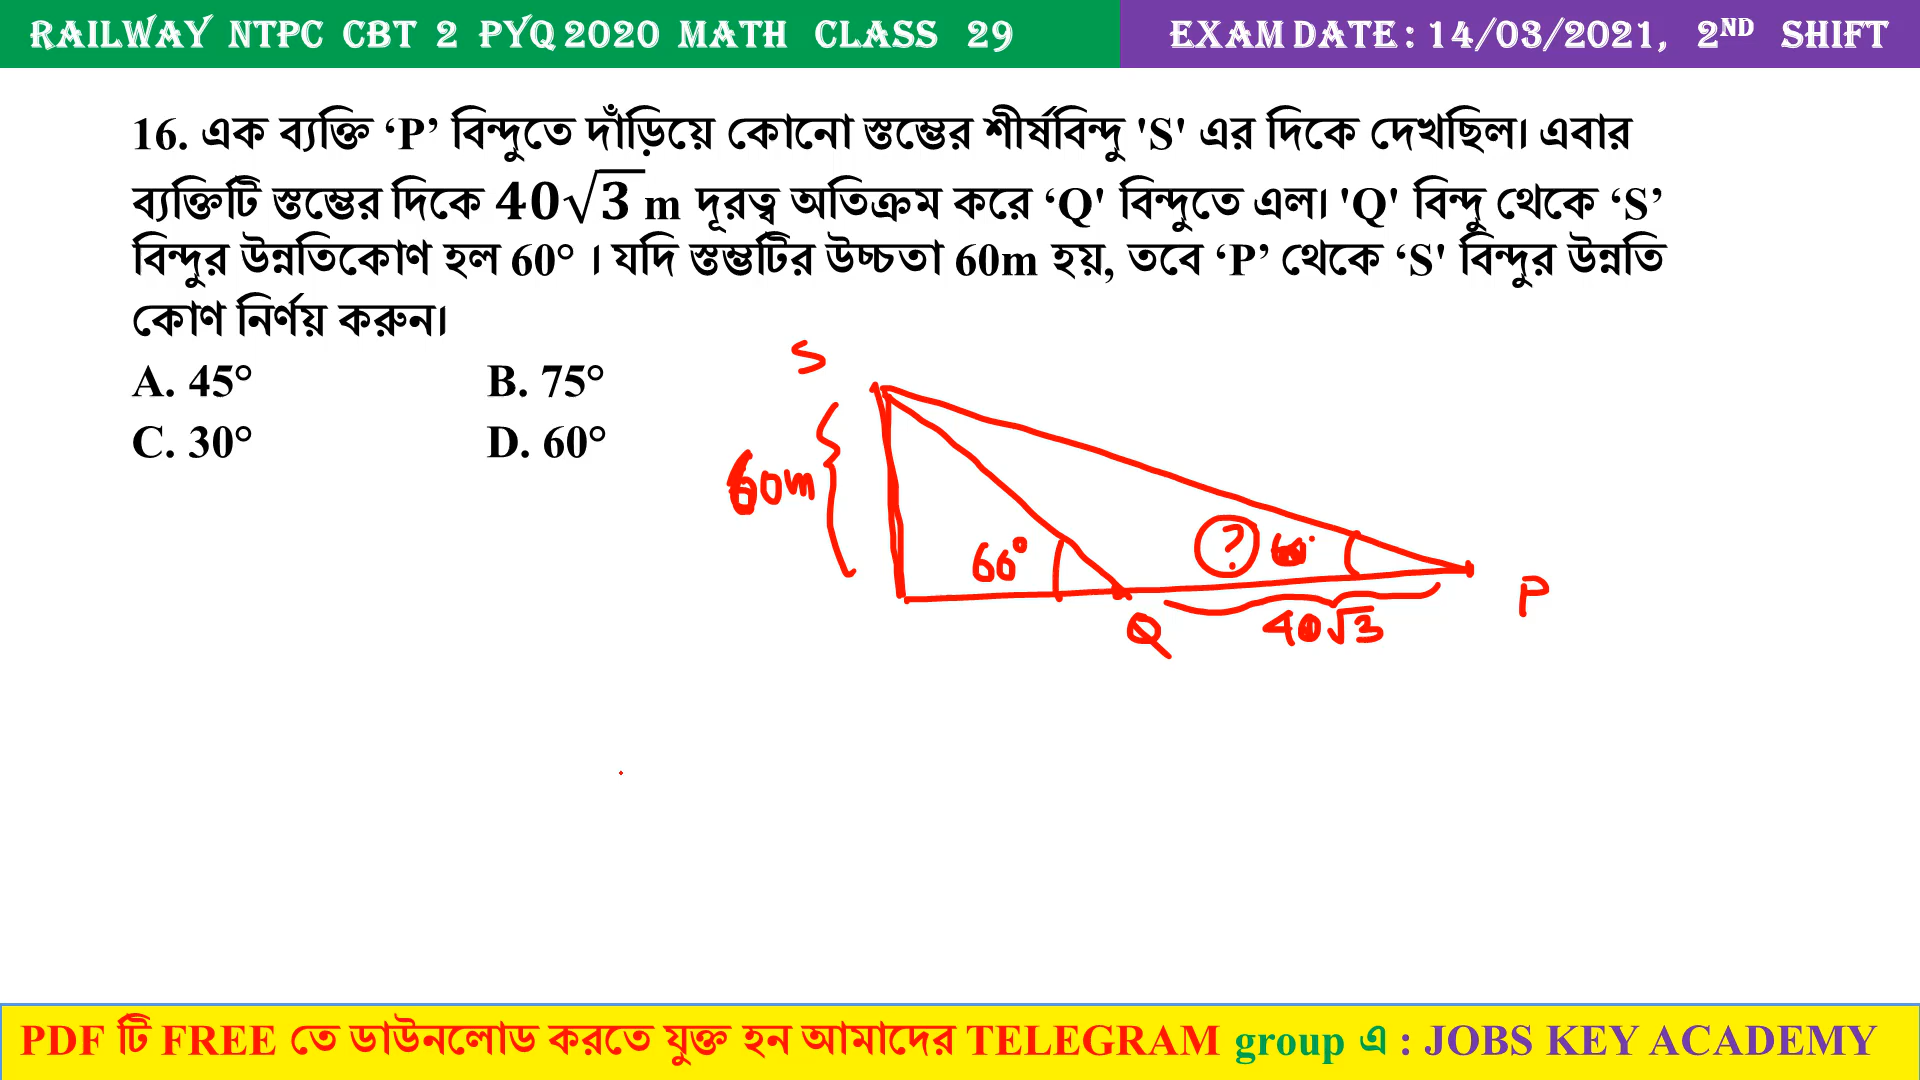 RAILWAY NTPC CBT 2 PYQ 2020 MATH CLASS 29
EXAM DATE : 14/03/2021, 2ND SHIFT
16. এক ব্যক্তি ‘P’ বিন্দুতে দাঁড়িয়ে কোনো স্তম্ভের শীর্ষবিন্দু 'S' এর দিকে দেখছিল। এবার
ব্যক্তিটি স্তম্ভের দিকে 40√3 m দূরত্ব অতিক্রম করে ‘Q' বিন্দুতে এল। 'Q' বিন্দু থেকে ‘S’
বিন্দুর উন্নতিকোণ হল 60° । যদি স্তম্ভটির উচ্চতা 60m হয়, তবে ‘P’ থেকে ‘S' বিন্দুর উন্নতি
কোণ নির্ণয় করুন।
A. 45° B. 75°
C. 30° D. 60°
S
60m
60°
?
Q
40√3
P
PDF টি FREE তে ডাউনলোড করতে যুক্ত হন আমাদের TELEGRAM group এ : JOBS KEY ACADEMY